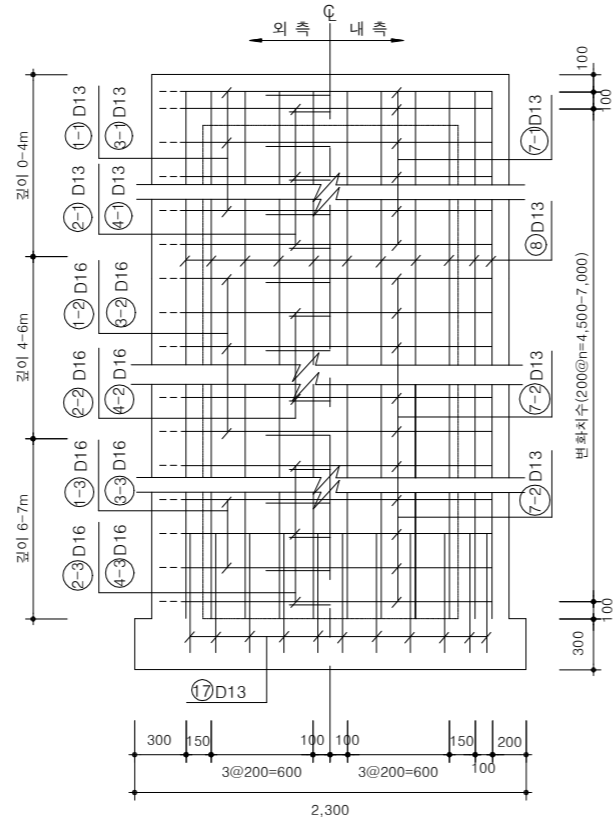 ℄
외 측
내 측
100
100
깊이 0-4m
1-1 D13
3-1 D13
7-1 D13
2-1 D13
4-1 D13
8 D13
깊이 4-6m
1-2 D16
3-2 D16
변화치수(200@n=4,500-7,000)
2-2 D16
4-2 D16
7-2 D13
깊이 6-7m
1-3 D16
3-3 D16
7-2 D13
2-3 D16
4-3 D16
100
300
17 D13
300
150
100
100
150
200
3@200=600
3@200=600
100
2,300